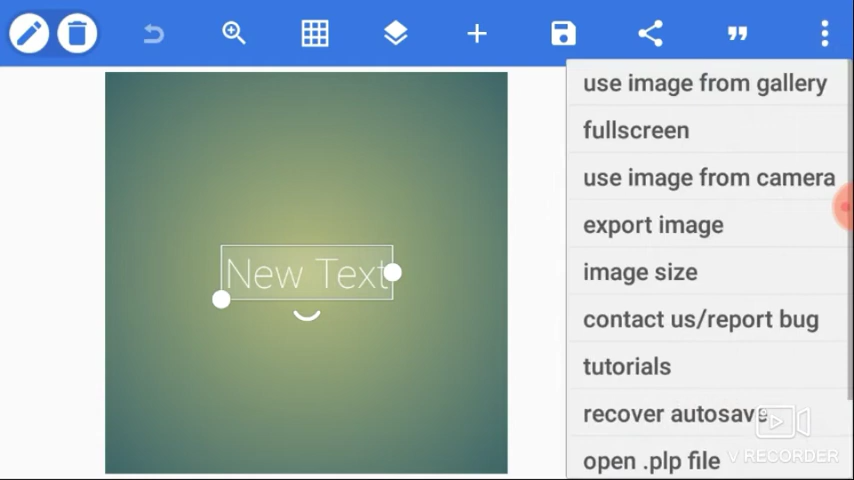 use image from gallery
fullscreen
use image from camera
export image
New Text
image size
contact us/report bug
tutorials
recover autosave
V RECORDER
open .plp file